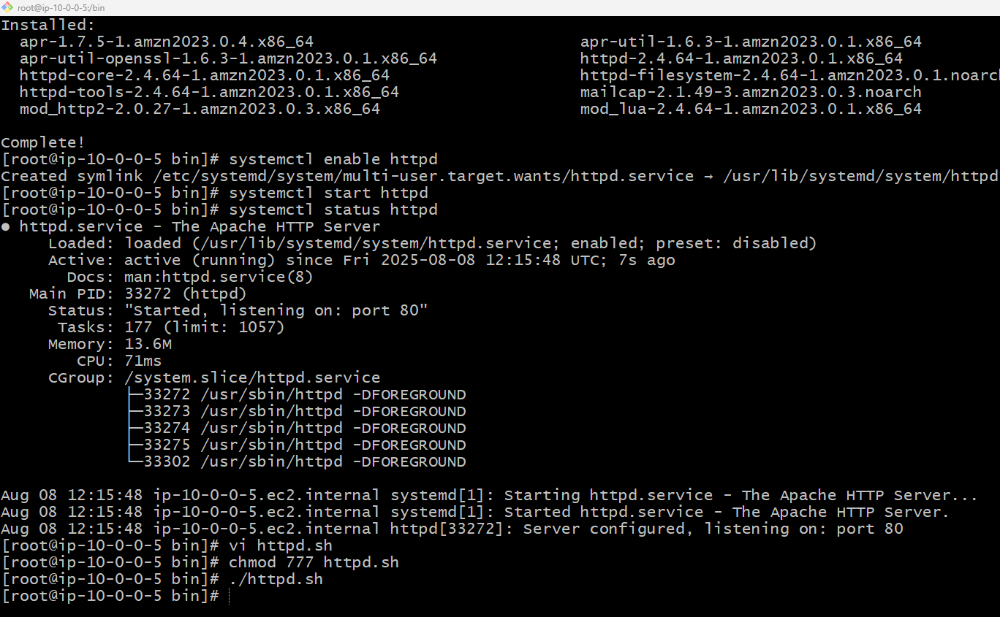 root@ip-10-0-0-5:/bin
Installed:
  apr-1.7.5-1.amzn2023.0.4.x86_64                            apr-util-1.6.3-1.amzn2023.0.1.x86_64
  apr-util-openssl-1.6.3-1.amzn2023.0.1.x86_64               httpd-2.4.64-1.amzn2023.0.1.x86_64
  httpd-core-2.4.64-1.amzn2023.0.1.x86_64                    httpd-filesystem-2.4.64-1.amzn2023.0.1.noarc
  httpd-tools-2.4.64-1.amzn2023.0.1.x86_64                   mailcap-2.1.49-3.amzn2023.0.3.noarch
  mod_http2-2.0.27-1.amzn2023.0.3.x86_64                     mod_lua-2.4.64-1.amzn2023.0.1.x86_64
Complete!
[root@ip-10-0-0-5 bin]# systemctl enable httpd
Created symlink /etc/systemd/system/multi-user.target.wants/httpd.service → /usr/lib/systemd/system/httpd
[root@ip-10-0-0-5 bin]# systemctl start httpd
[root@ip-10-0-0-5 bin]# systemctl status httpd
● httpd.service - The Apache HTTP Server
     Loaded: loaded (/usr/lib/systemd/system/httpd.service; enabled; preset: disabled)
     Active: active (running) since Fri 2025-08-08 12:15:48 UTC; 7s ago
       Docs: man:httpd.service(8)
   Main PID: 33272 (httpd)
     Status: "Started, listening on: port 80"
      Tasks: 177 (limit: 1057)
     Memory: 13.6M
        CPU: 71ms
     CGroup: /system.slice/httpd.service
             ├─33272 /usr/sbin/httpd -DFOREGROUND
             ├─33273 /usr/sbin/httpd -DFOREGROUND
             ├─33274 /usr/sbin/httpd -DFOREGROUND
             ├─33275 /usr/sbin/httpd -DFOREGROUND
             └─33302 /usr/sbin/httpd -DFOREGROUND
Aug 08 12:15:48 ip-10-0-0-5.ec2.internal systemd[1]: Starting httpd.service - The Apache HTTP Server...
Aug 08 12:15:48 ip-10-0-0-5.ec2.internal systemd[1]: Started httpd.service - The Apache HTTP Server.
Aug 08 12:15:48 ip-10-0-0-5.ec2.internal httpd[33272]: Server configured, listening on: port 80
[root@ip-10-0-0-5 bin]# vi httpd.sh
[root@ip-10-0-0-5 bin]# chmod 777 httpd.sh
[root@ip-10-0-0-5 bin]# ./httpd.sh
[root@ip-10-0-0-5 bin]#